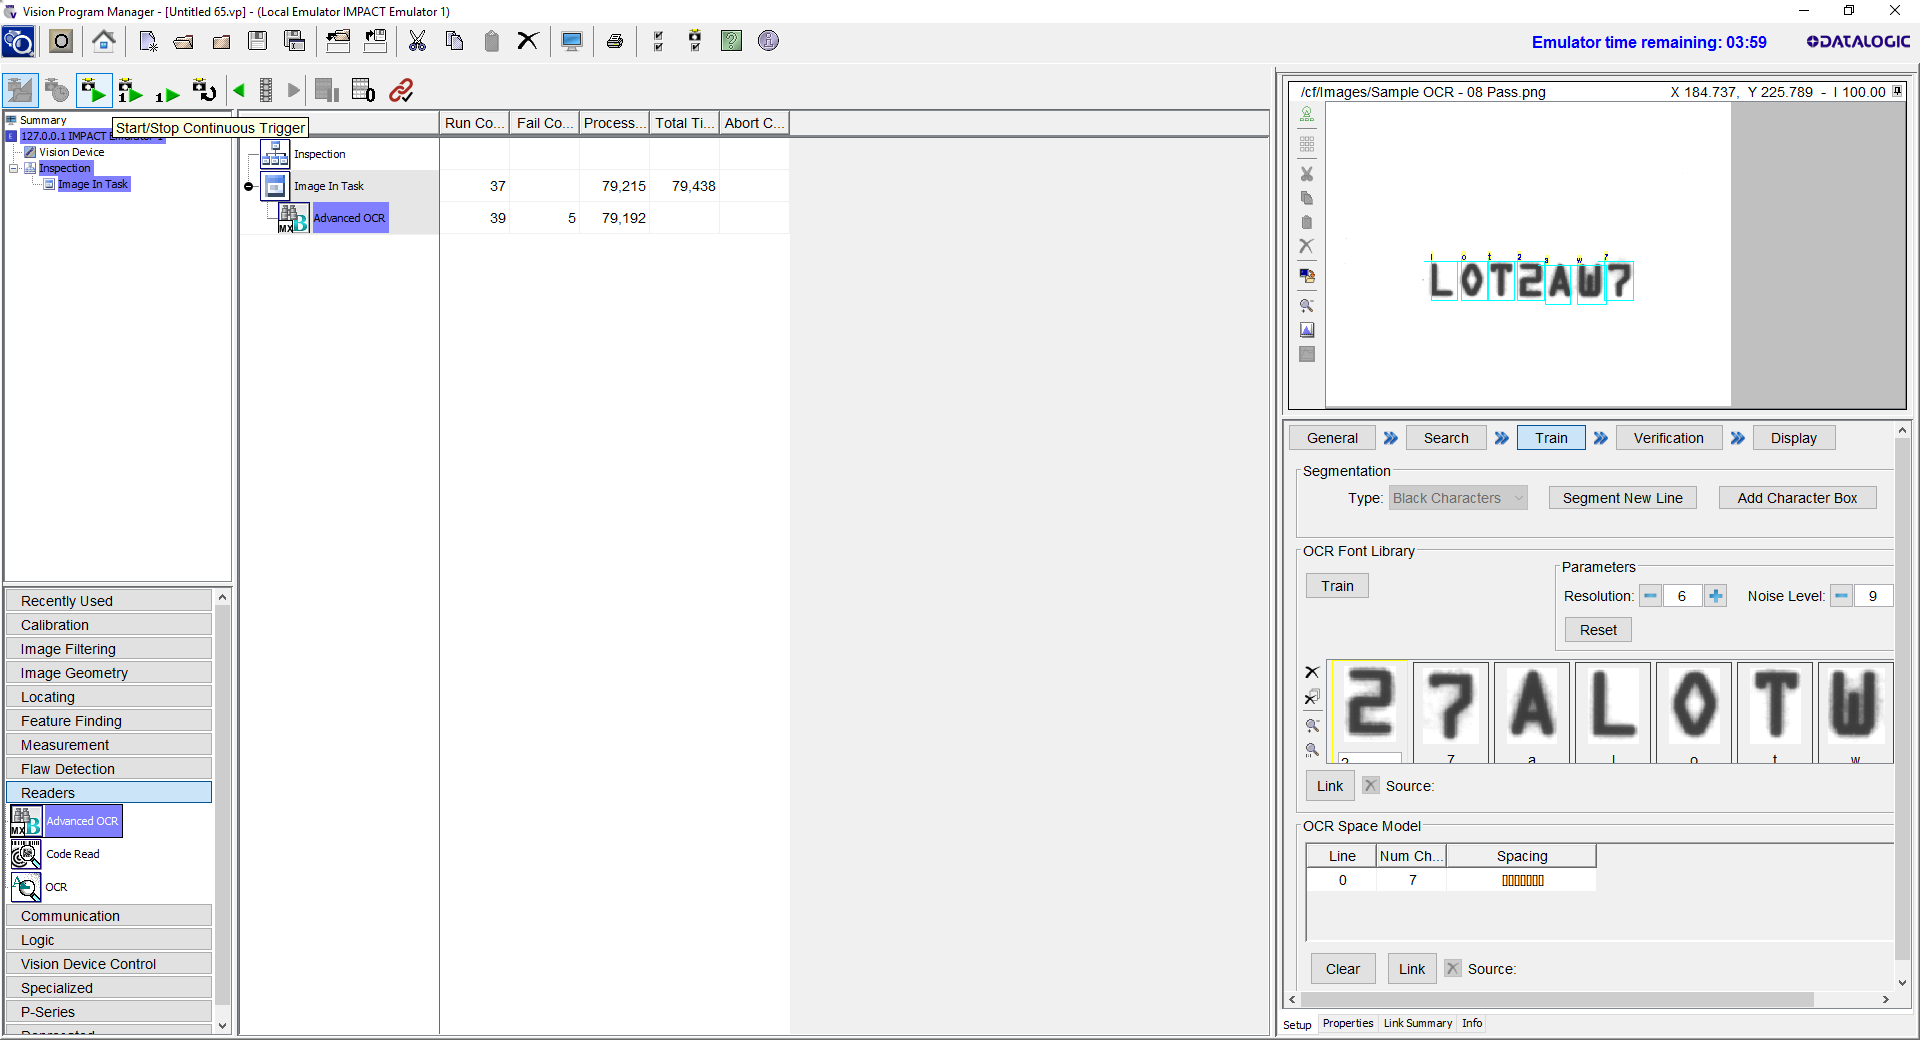 Vision Program Manager - [Untitled 65.vp] - (Local Emulator IMPACT Emulator 1)
Emulator time remaining: 03:59
DATALOGIC
Summary
127.0.0.1 IMPACT Emulator 1
Start/Stop Continuous Trigger
Vision Device
Inspection
Image In Task
Run Co... Fail Co... Process... Total Ti... Abort C...
Inspection
Image In Task 37 79,215 79,438
Advanced OCR 39 5 79,192
/cf/Images/Sample OCR - 08 Pass.png X 184.737, Y 225.789 - I 100.00
l o t 2 a w 7
LOT2AW7
General Search Train Verification Display
Segmentation
Type: Black Characters Segment New Line Add Character Box
OCR Font Library
Train
Parameters
Resolution: 6 Noise Level: 9
Reset
2 7 A L O T W
2 7 a l o t w
Link Source:
OCR Space Model
Line Num Ch... Spacing
0 7
Clear Link Source:
Setup Properties Link Summary Info
Recently Used
Calibration
Image Filtering
Image Geometry
Locating
Feature Finding
Measurement
Flaw Detection
Readers
Advanced OCR
Code Read
OCR
Communication
Logic
Vision Device Control
Specialized
P-Series